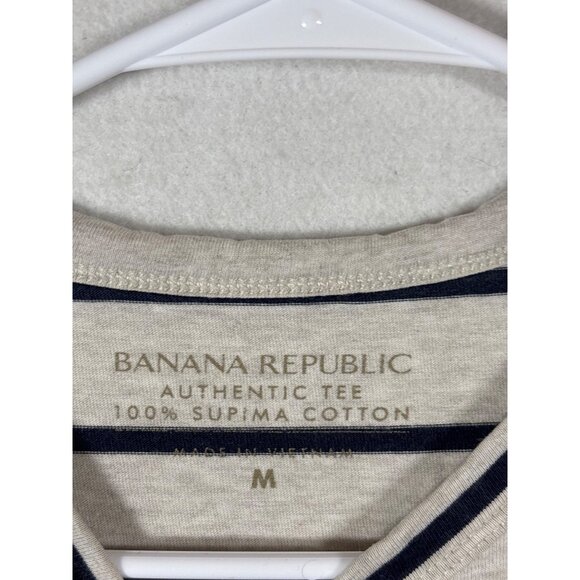 BANANA REPUBLIC
AUTHENTIC TEE
100% SUPIMA COTTON
MADE IN VIETNAM
M